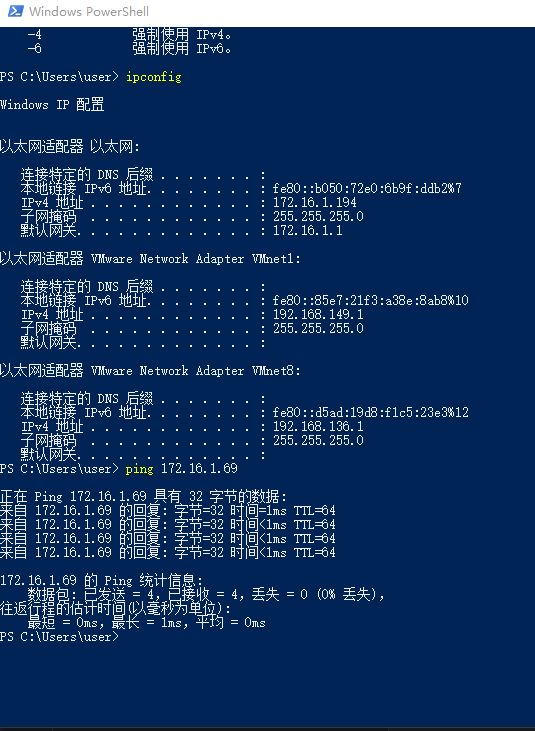 Windows PowerShell
-4 强制使用 IPv4。
-6 强制使用 IPv6。
PS C:\Users\user> ipconfig
Windows IP 配置
以太网适配器 以太网:
连接特定的 DNS 后缀 . . . . . . . :
本地链接 IPv6 地址. . . . . . . . : fe80::b050:72e0:6b9f:ddb2%7
IPv4 地址 . . . . . . . . . . . . : 172.16.1.194
子网掩码 . . . . . . . . . . . . : 255.255.255.0
默认网关. . . . . . . . . . . . . : 172.16.1.1
以太网适配器 VMware Network Adapter VMnet1:
连接特定的 DNS 后缀 . . . . . . . :
本地链接 IPv6 地址. . . . . . . . : fe80::85e7:21f3:a38e:8ab8%10
IPv4 地址 . . . . . . . . . . . . : 192.168.149.1
子网掩码 . . . . . . . . . . . . : 255.255.255.0
默认网关. . . . . . . . . . . . . :
以太网适配器 VMware Network Adapter VMnet8:
连接特定的 DNS 后缀 . . . . . . . :
本地链接 IPv6 地址. . . . . . . . : fe80::d5ad:19d8:f1c5:23e3%12
IPv4 地址 . . . . . . . . . . . . : 192.168.136.1
子网掩码 . . . . . . . . . . . . : 255.255.255.0
默认网关. . . . . . . . . . . . . :
PS C:\Users\user> ping 172.16.1.69
正在 Ping 172.16.1.69 具有 32 字节的数据:
来自 172.16.1.69 的回复: 字节=32 时间=1ms TTL=64
来自 172.16.1.69 的回复: 字节=32 时间<1ms TTL=64
来自 172.16.1.69 的回复: 字节=32 时间<1ms TTL=64
来自 172.16.1.69 的回复: 字节=32 时间<1ms TTL=64
172.16.1.69 的 Ping 统计信息:
数据包: 已发送 = 4，已接收 = 4，丢失 = 0 (0% 丢失)，
往返行程的估计时间(以毫秒为单位):
最短 = 0ms，最长 = 1ms，平均 = 0ms
PS C:\Users\user>